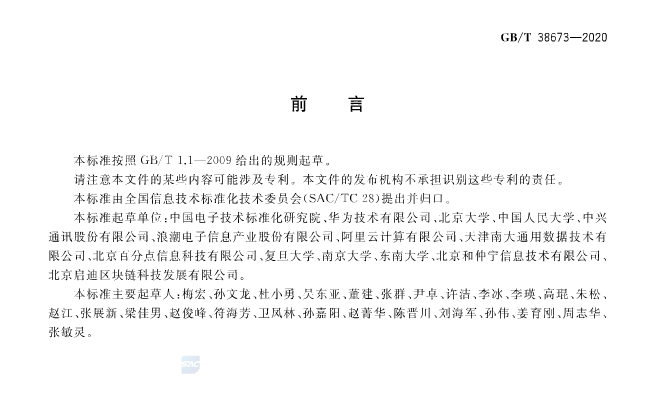 GB/T 38673—2020
前 言
本标准按照 GB/T 1.1—2009 给出的规则起草。
请注意本文件的某些内容可能涉及专利。本文件的发布机构不承担识别这些专利的责任。
本标准由全国信息技术标准化技术委员会(SAC/TC 28)提出并归口。
本标准起草单位:中国电子技术标准化研究院、华为技术有限公司、北京大学、中国人民大学、中兴
通讯股份有限公司、浪潮电子信息产业股份有限公司、阿里云计算有限公司、天津南大通用数据技术有
限公司、北京百分点信息科技有限公司、复旦大学、南京大学、东南大学、北京和仲宁信息技术有限公司、
北京启迪区块链科技发展有限公司。
本标准主要起草人:梅宏、孙文龙、杜小勇、吴东亚、董建、张群、尹卓、许洁、李冰、李瑛、高琨、朱松、
赵江、张展新、梁佳男、赵俊峰、符海芳、卫凤林、孙嘉阳、赵菁华、陈晋川、刘海军、孙伟、姜育刚、周志华、
张敏灵。
SAC